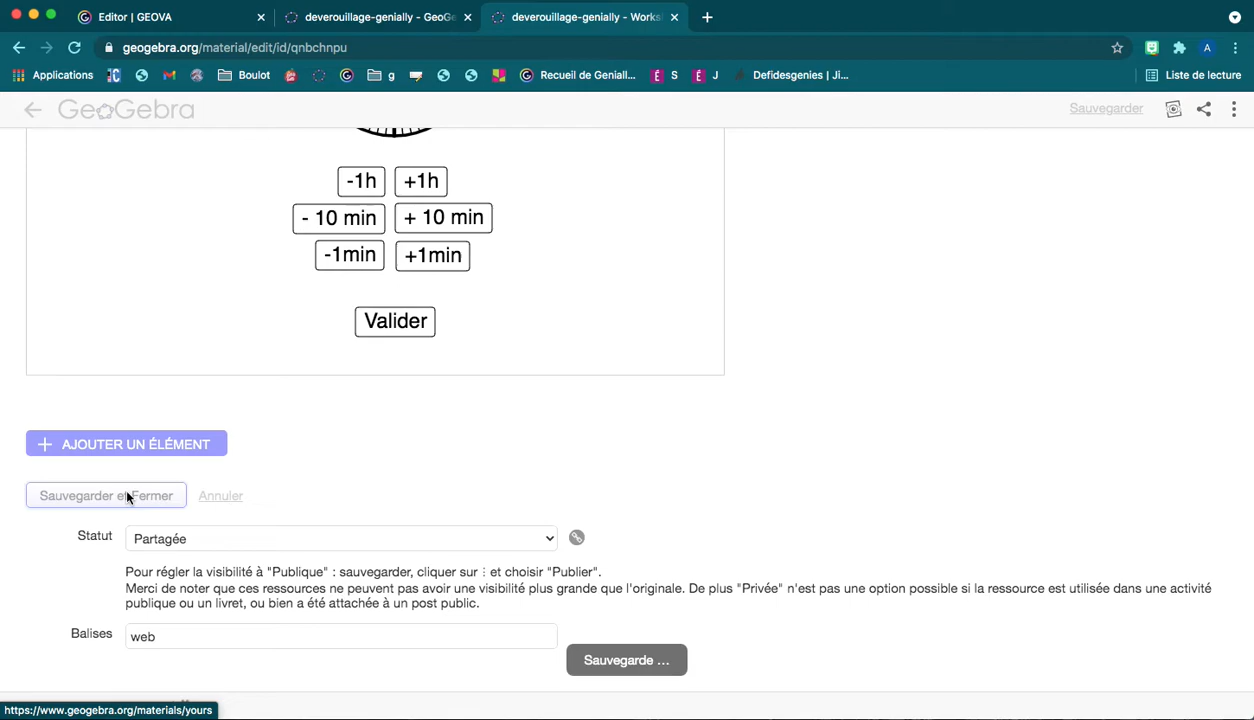 Editor | GEOVA
deverouillage-genially - GeoGe
deverouillage-genially - Works
geogebra.org/material/edit/id/qnbchnpu
A
Applications
Boulot
g
Recueil de Geniall...
S
J
Defidesgenies | Ji...
Liste de lecture
GeoGebra
Sauvegarder
-1h
+1h
- 10 min
+ 10 min
-1min
+1min
Valider
AJOUTER UN ÉLÉMENT
Sauvegarder et Fermer
Annuler
Statut
Partagée
Pour régler la visibilité à "Publique" : sauvegarder, cliquer sur ⋮ et choisir "Publier".
Merci de noter que ces ressources ne peuvent pas avoir une visibilité plus grande que l'originale. De plus "Privée" n'est pas une option possible si la ressource est utilisée dans une activité
publique ou un livret, ou bien a été attachée à un post public.
Balises
web
Sauvegarde ...
https://www.geogebra.org/materials/yours